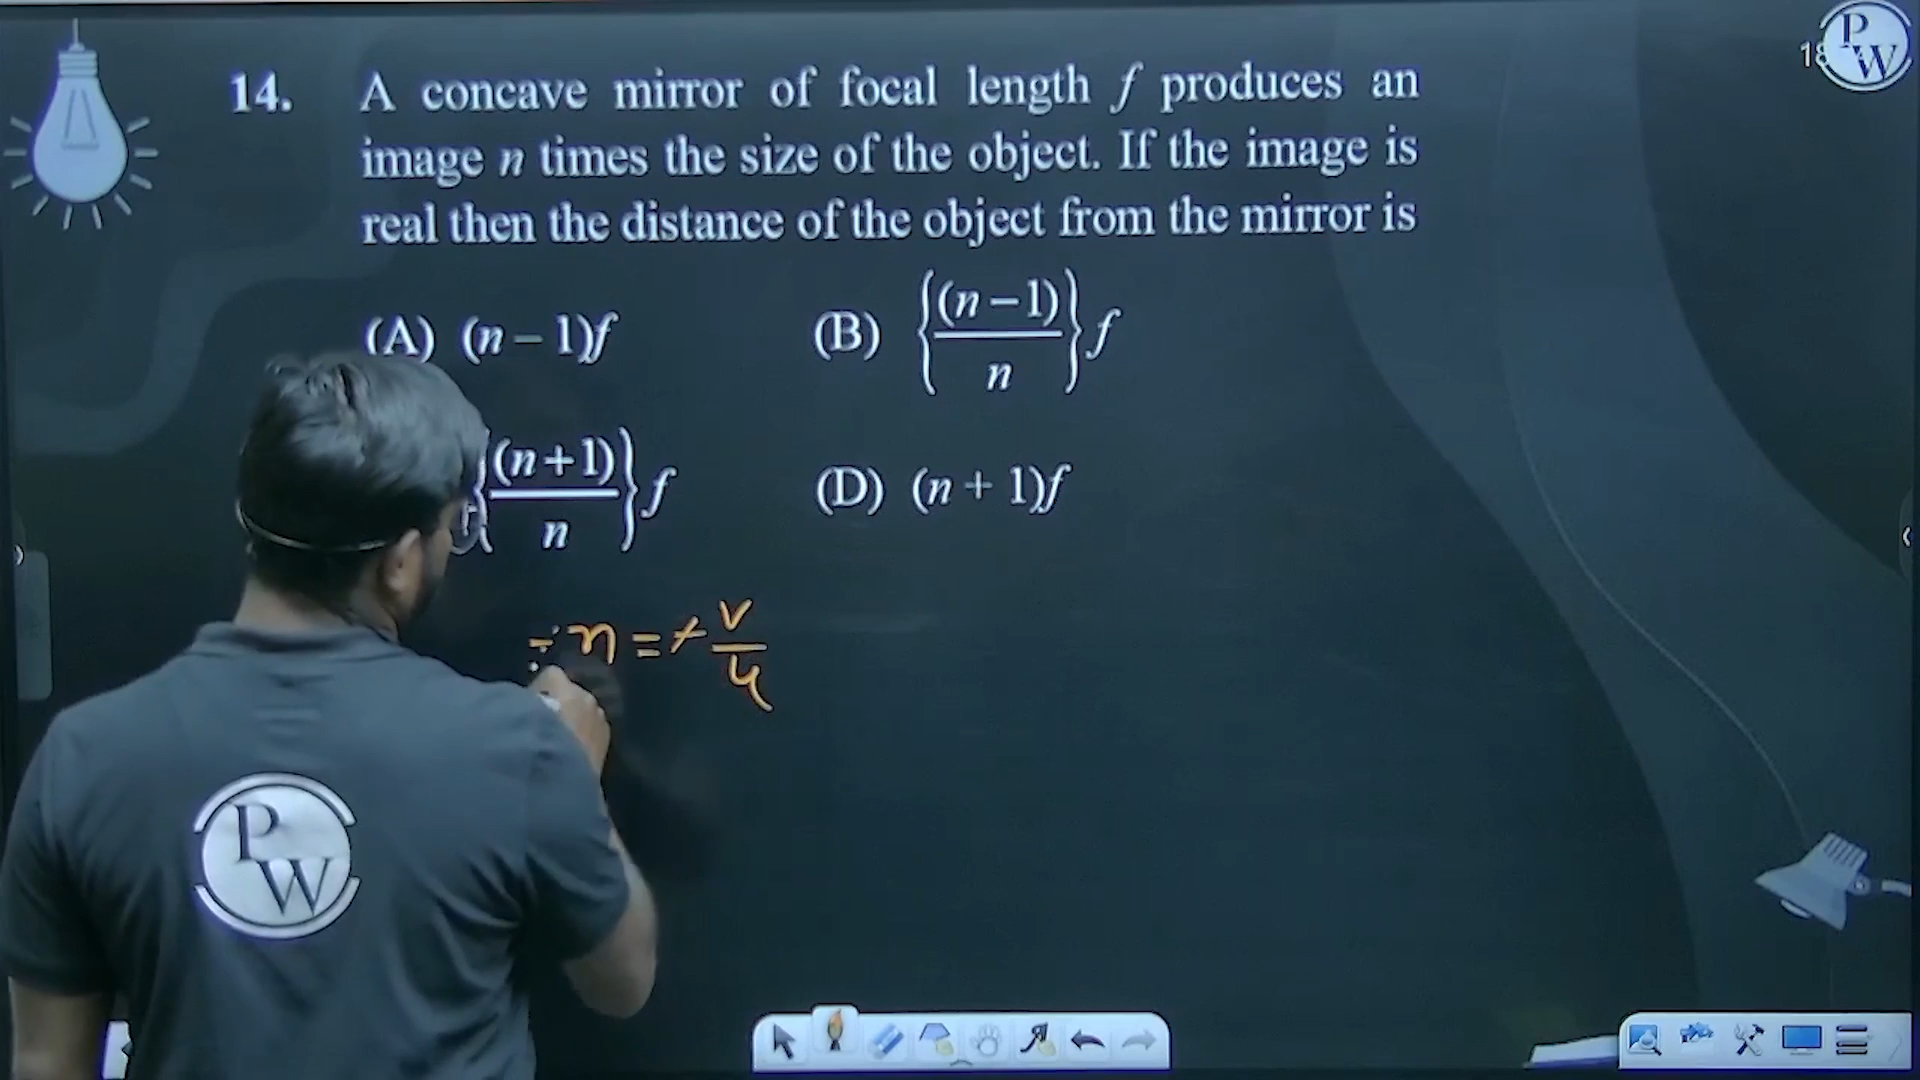 18
PW
14. A concave mirror of focal length f produces an
image n times the size of the object. If the image is
real then the distance of the object from the mirror is
(A) (n – 1)f (B) {(n – 1)/n} f
{(n+1)/n} f (D) (n + 1)f
- n = - v/u
PW